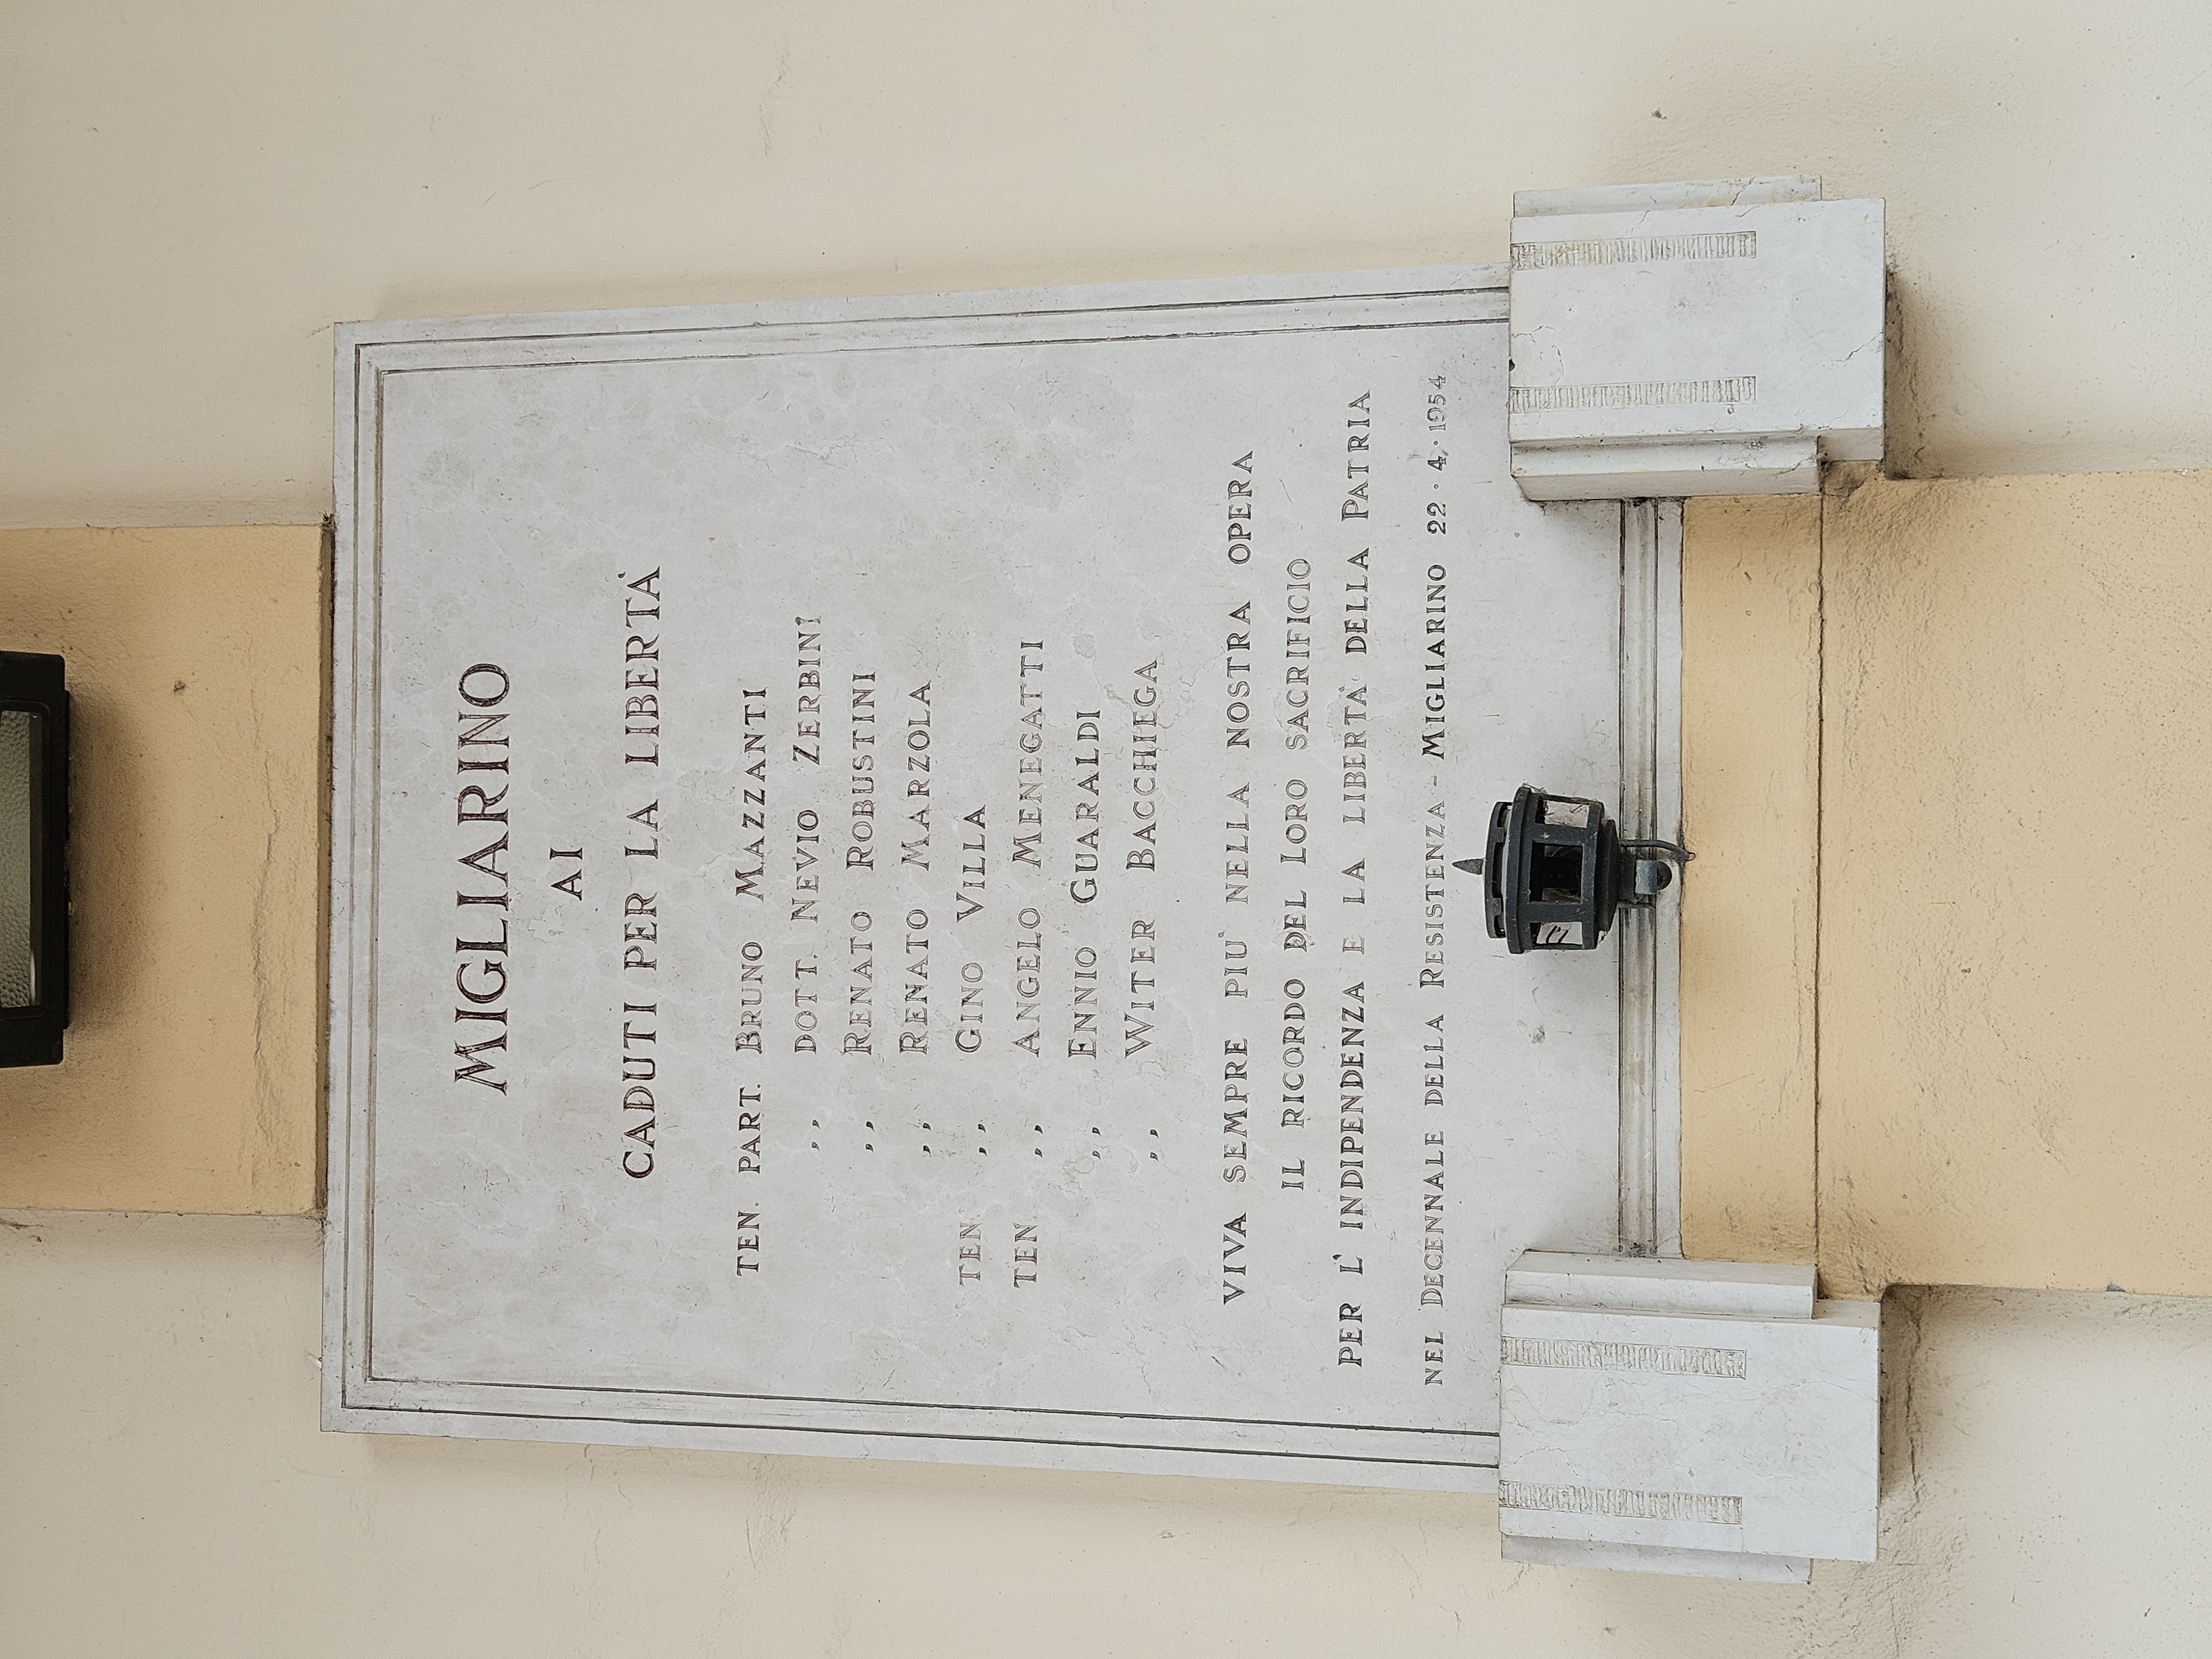 MIGLIARINO
AI
CADUTI PER LA LIBERTÀ
TEN. PART. BRUNO MAZZANTI
,, DOTT. NEVIO ZERBINI
,, RENATO ROBUSTINI
,, RENATO MARZOLA
TEN. ,, GINO VILLA
TEN. ,, ANGELO MENEGATTI
,, ENNIO GUARALDI
,, WITER BACCHIEGA
VIVA SEMPRE PIU' NELLA NOSTRA OPERA
IL RICORDO DEL LORO SACRIFICIO
PER L' INDIPENDENZA E LA LIBERTA' DELLA PATRIA
NEL DECENNALE DELLA RESISTENZA - MIGLIARINO 22·4·1954